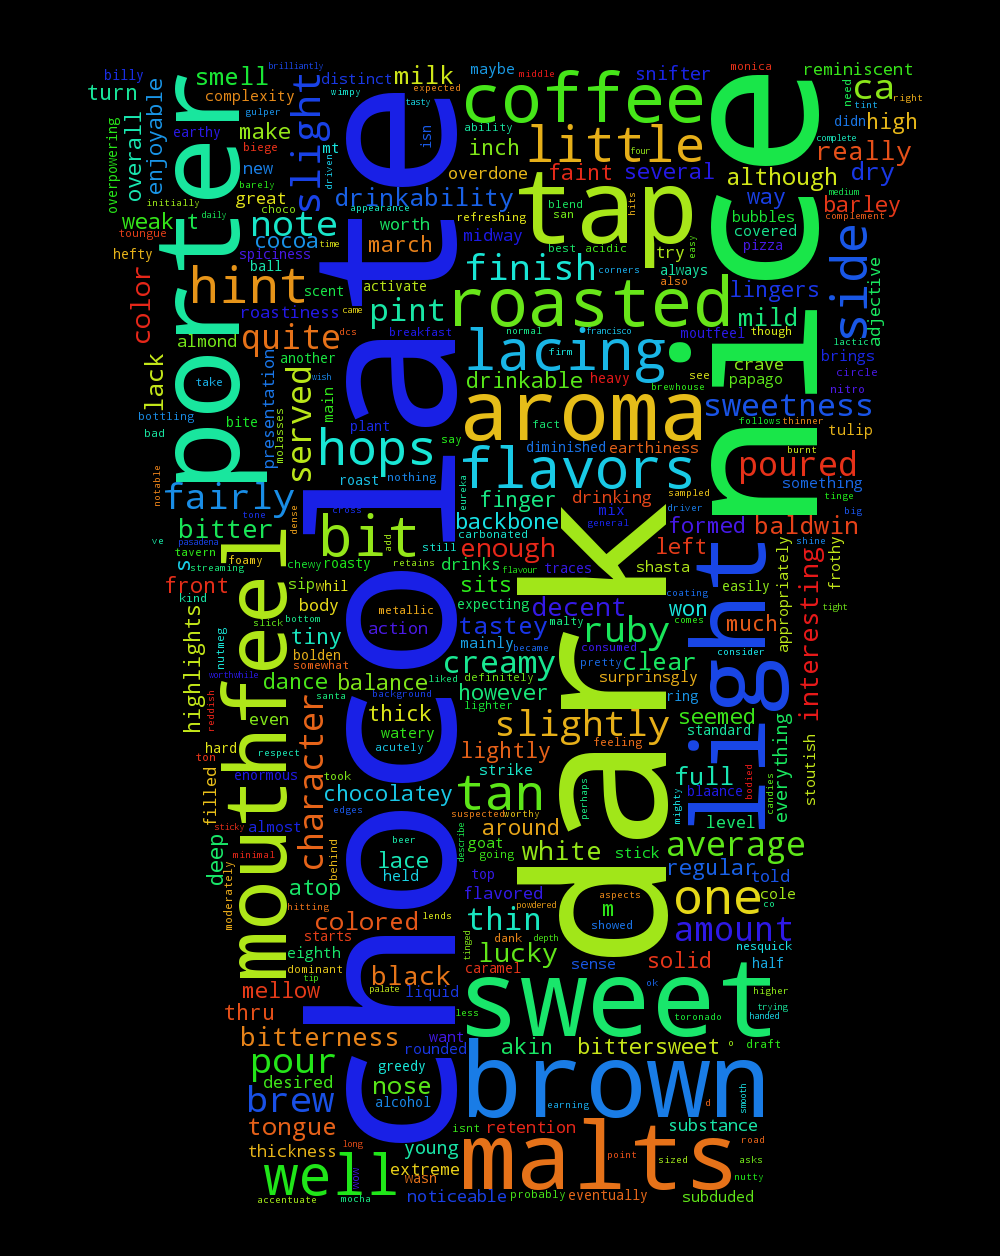 brilliantly
billy
smell
distinct
milk
maybe
middle
snifter
monica
reminiscent
turn
complexity
slight
wimpy
expected
coffee
need
ca
right
enjoyable
overall
tasty
gulper
tint
porter
earthy
make
isn
ability
little
four
didn
high
overpowering
biege
mt
driven
inch
complete
really
new
barely
overdone
faint
several
although
dry
initially
great
drinkability
tap
hits
way
medium
choco
appearance
blend
barley
daily
weak
t
note
worth
refreshing
san
bubbles
complement
toungue
cocoa
time
march
midway
best
acidic
try
easy
covered
pizza
side
hefty
spiciness
ball
finish
corners
always
nice
adjective
color
hint
scent
activate
also
lingers
roastiness
came
pint
roasted
mild
quite
dcs
breakfast
normal
francisco
moutfeel
though
lactic
almond
another
lacing
firm
see
brings
lack
presentation
wish
drinkable
heavy
crave
circle
take
served
main
chocolate
aroma
brewhouse
papago
nitro
bottling
molasses
plant
sweetness
bad
bite
hops
say
fact
follows
thinner
tulip
diminished
earthiness
burnt
notable
roast
nothing
flavors
poured
fairly
eureka
something
tone
dense
cross
finger
drinking
sampled
tinge
bitter
bit
backbone
mix
driver
big
add
carbonated
general
formed
baldwin
ve
pasadena
still
enough
left
shine
tavern
foamy
chewy
roasty
retains
drinks
flavour
traces
shasta
appropriately
frothy
s
streaming
front
sip
whil
sits
coating
easily
interesting
kind
body
metallic
expecting
decent
won
tight
highlights
slick
bottom
action
tastey
malty
ruby
comes
much
nutmeg
tiny
mainly
became
consumed
light
consider
mouthfeel
bolden
somewhat
creamy
pretty
clear
worthwhile
dance
balance
liked
definitely
surprinsgly
reddish
santa
background
however
dark
ring
even
character
thick
lighter
slightly
seemed
everything
hard
respect
watery
feeling
standard
ton
acutely
lightly
stoutish
filled
enormous
took
strike
perhaps
full
bodied
chocolatey
tan
mighty
blaance
candies
sticky
almost
edges
suspected
worthy
level
deep
behind
beer
describe
around
minimal
lace
goat
white
average
going
stick
moderately
atop
held
top
regular
told
hitting
flavored
aspects
one
cole
colored
lends
powdered
m
co
starts
thin
showed
amount
eighth
dank
depth
nesquick
dominant
black
tinged
lucky
sense
solid
half
tip
caramel
mellow
palate
liquid
ok
higher
thru
less
sweet
toronado
trying
handed
bitterness
want
rounded
akin
bittersweet
o
draft
pour
greedy
desired
nose
brown
smooth
brew
alcohol
earning
d
tongue
isnt
retention
substance
thickness
long
young
malts
road
well
wow
extreme
point
sized
asks
wash
nutty
accentuate
mocha
noticeable
probably
eventually
subduded